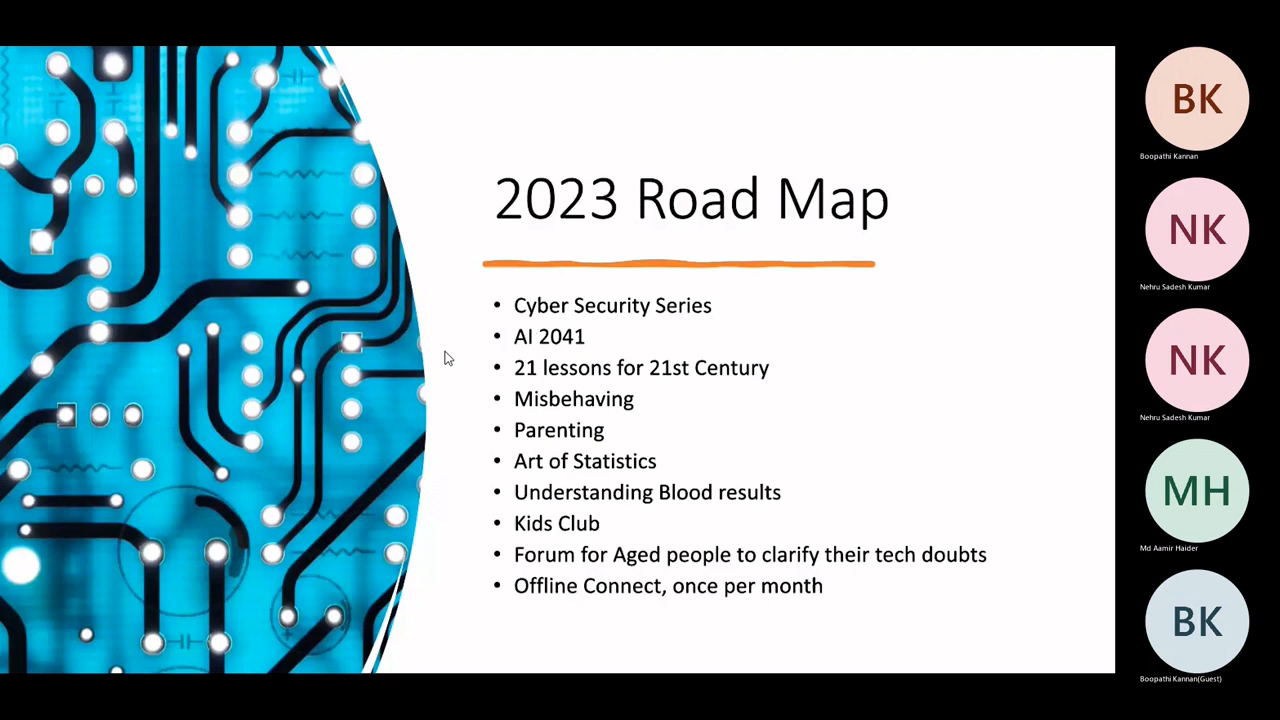 2023 Road Map
• Cyber Security Series
• AI 2041
• 21 lessons for 21st Century
• Misbehaving
• Parenting
• Art of Statistics
• Understanding Blood results
• Kids Club
• Forum for Aged people to clarify their tech doubts
• Offline Connect, once per month
BK
Boopathi Kannan
NK
Nehru Sadesh Kumar
NK
Nehru Sadesh Kumar
MH
Md Aamir Haider
BK
Boopathi Kannan(Guest)